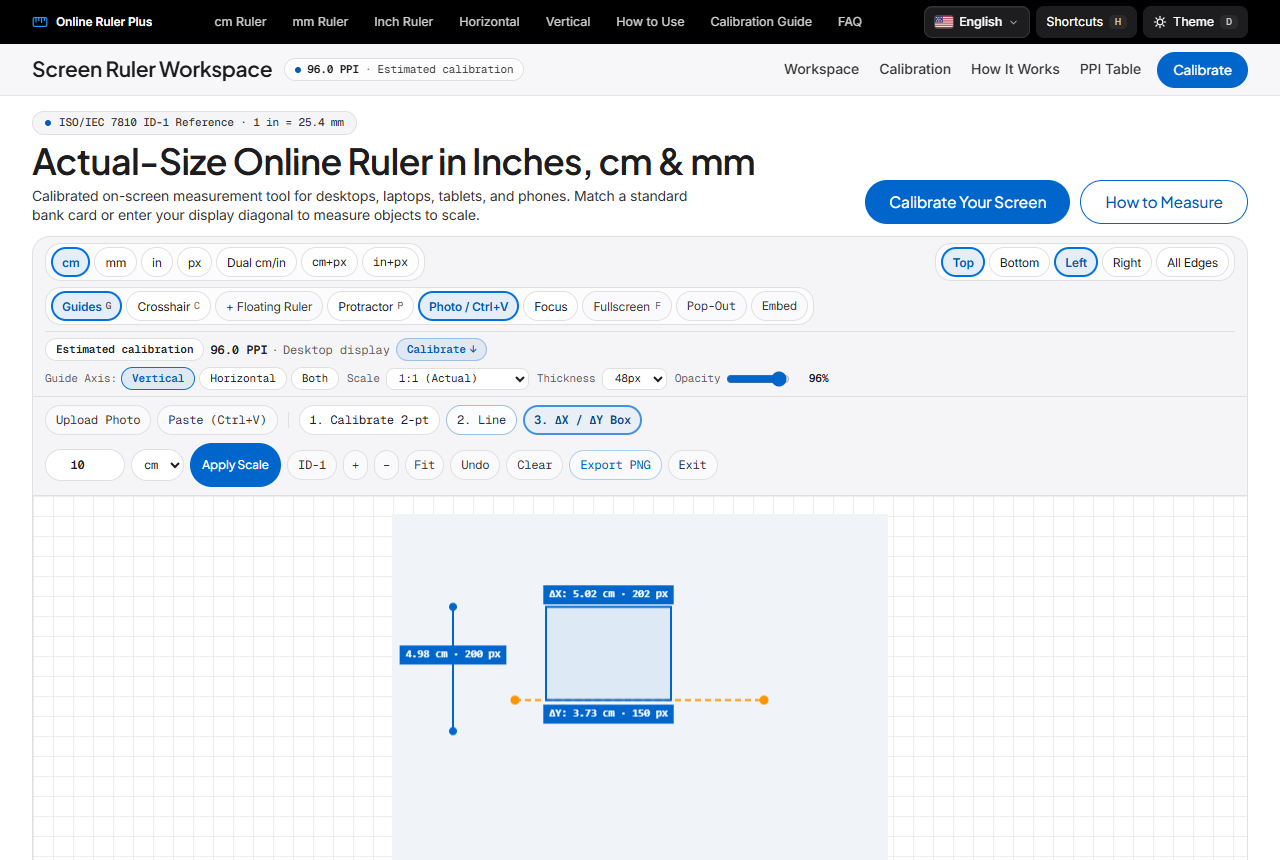 Online Ruler Plus cm Ruler mm Ruler Inch Ruler Horizontal Vertical How to Use Calibration Guide FAQ English Shortcuts H Theme D
Screen Ruler Workspace 96.0 PPI · Estimated calibration Workspace Calibration How It Works PPI Table Calibrate
ISO/IEC 7810 ID-1 Reference · 1 in = 25.4 mm
Actual-Size Online Ruler in Inches, cm & mm
Calibrated on-screen measurement tool for desktops, laptops, tablets, and phones. Match a standard
bank card or enter your display diagonal to measure objects to scale.
Calibrate Your Screen How to Measure
cm mm in px Dual cm/in cm+px in+px Top Bottom Left Right All Edges
Guides G Crosshair C + Floating Ruler Protractor P Photo / Ctrl+V Focus Fullscreen F Pop-Out Embed
Estimated calibration 96.0 PPI · Desktop display Calibrate ↓
Guide Axis: Vertical Horizontal Both Scale 1:1 (Actual) Thickness 48px Opacity 96%
Upload Photo Paste (Ctrl+V) 1. Calibrate 2-pt 2. Line 3. ΔX / ΔY Box
10 cm Apply Scale ID-1 + − Fit Undo Clear Export PNG Exit
ΔX: 5.02 cm · 202 px
4.98 cm · 200 px
ΔY: 3.73 cm · 150 px